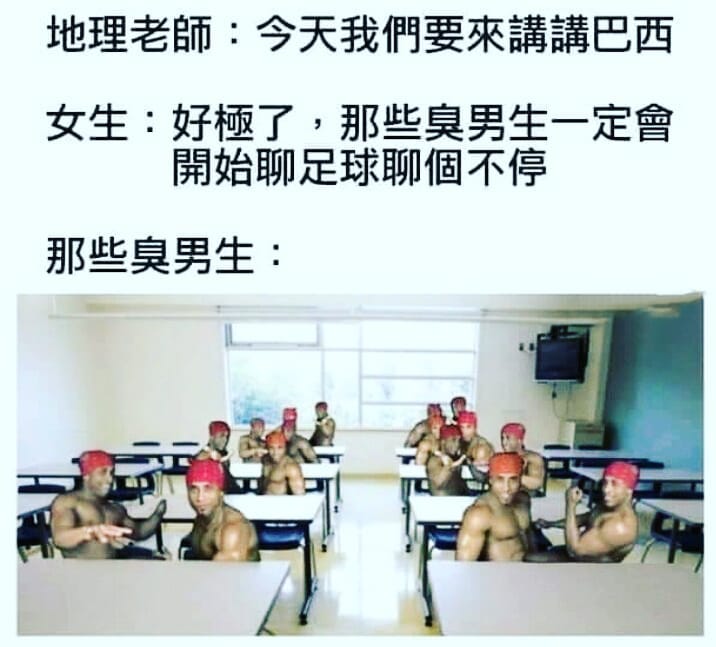 地理老師：今天我們要來講講巴西
女生：好極了，那些臭男生一定會
開始聊足球聊個不停
那些臭男生：